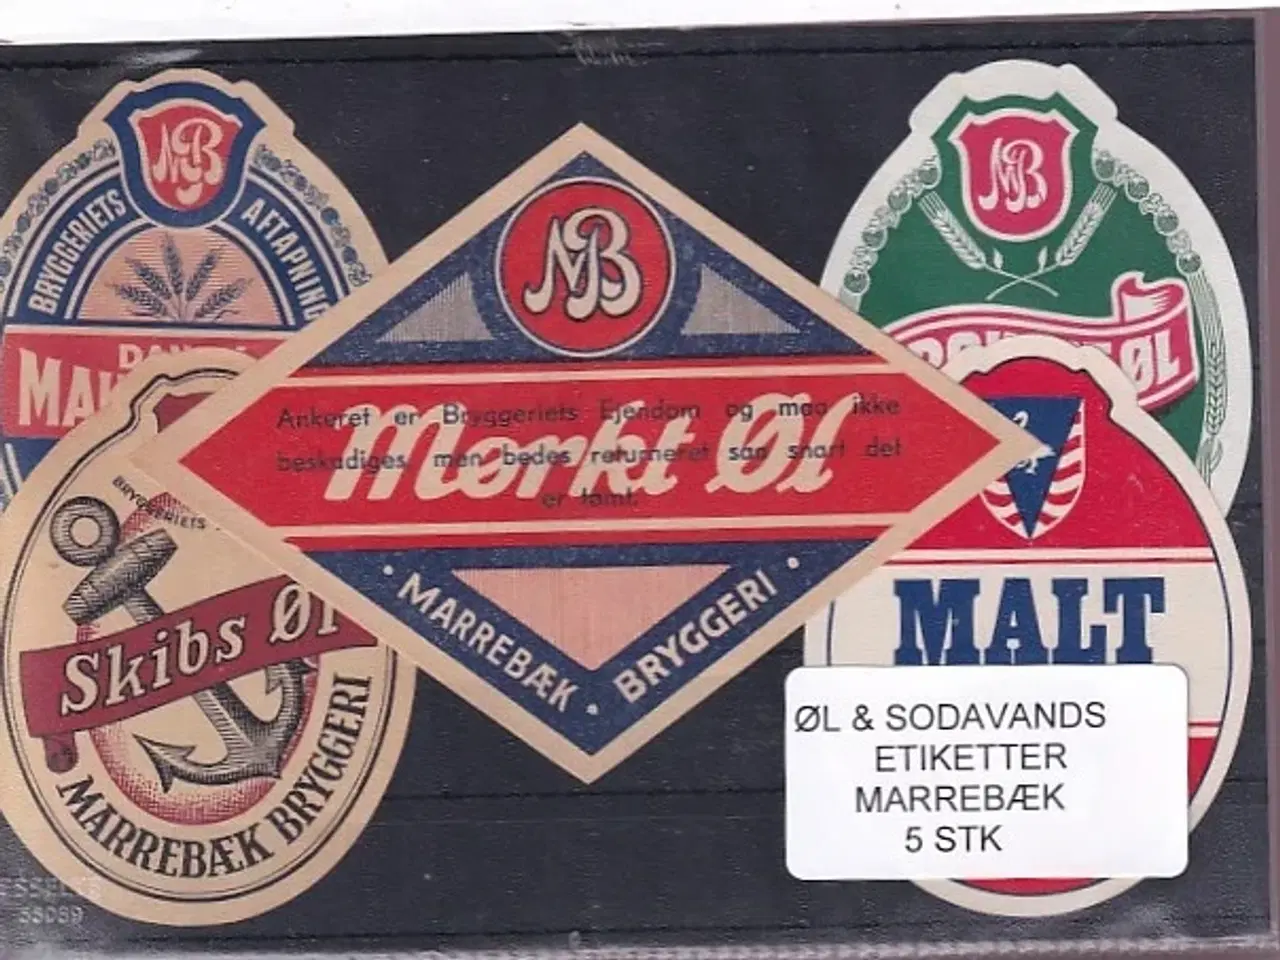 MB
BRYGGERIETS AFTAPNING
MB
MB
Mørkt Øl
Ankeret er Bryggeriets Ejendom og maa ikke
beskadiges, men bedes returneret saa snart det
er tømt.
• MARREBÆK • BRYGGERI •
BRYGGERIETS
Skibs Øl
MARREBÆK BRYGGERI
MALT
ØL & SODAVANDS
ETIKETTER
MARREBÆK
5 STK